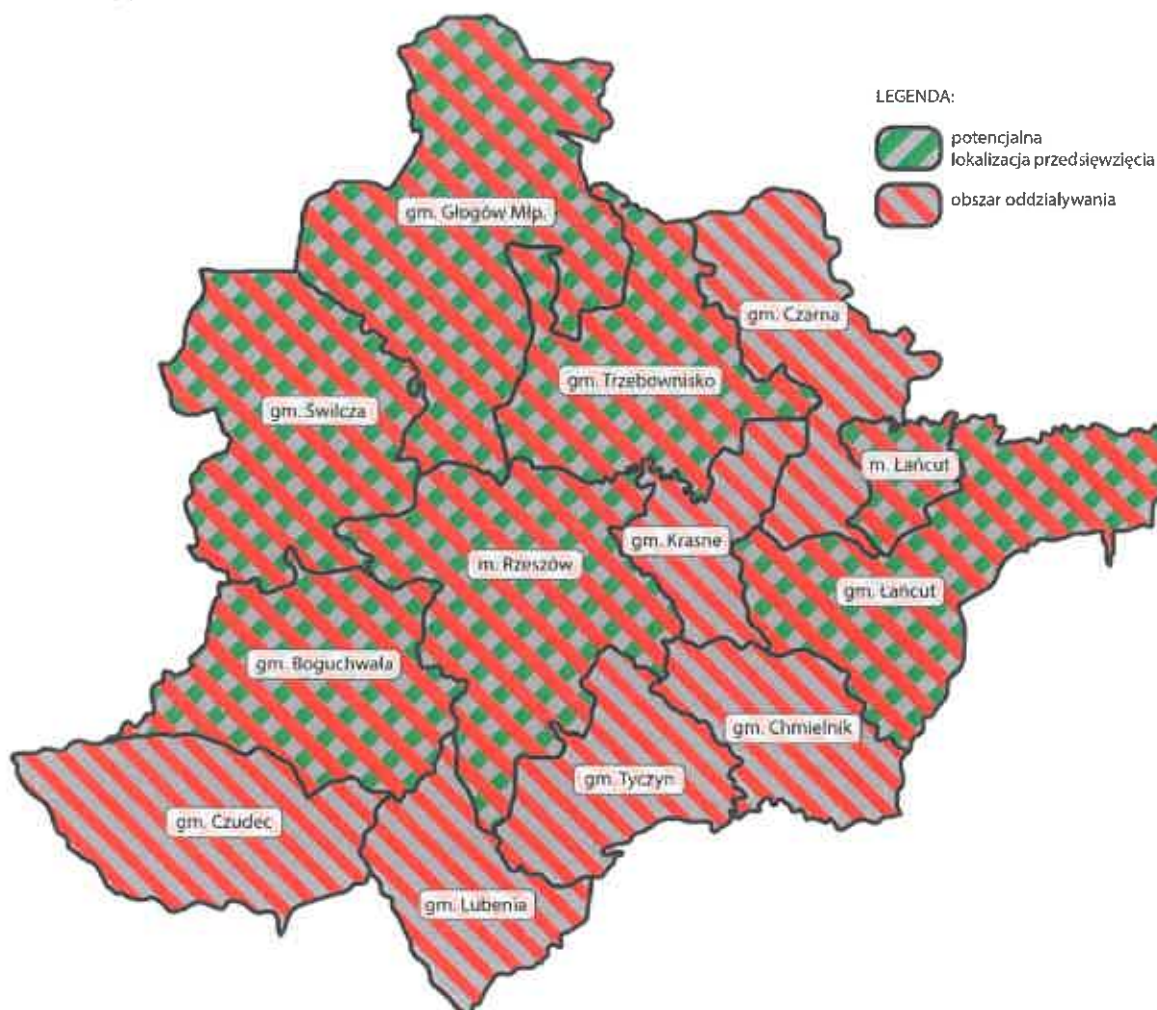 LEGENDA:
potencjalna
lokalizacja przedsięwzięcia
obszar oddziaływania
gm. Głogów Młp.
gm. Czarna
gm. Trzebownisko
gm. Świlcza
m. Łańcut
gm. Krasne
m. Rzeszów
gm. Łańcut
gm. Boguchwała
gm. Chmielnik
gm. Tyczyn
gm. Czudec
gm. Lubenia